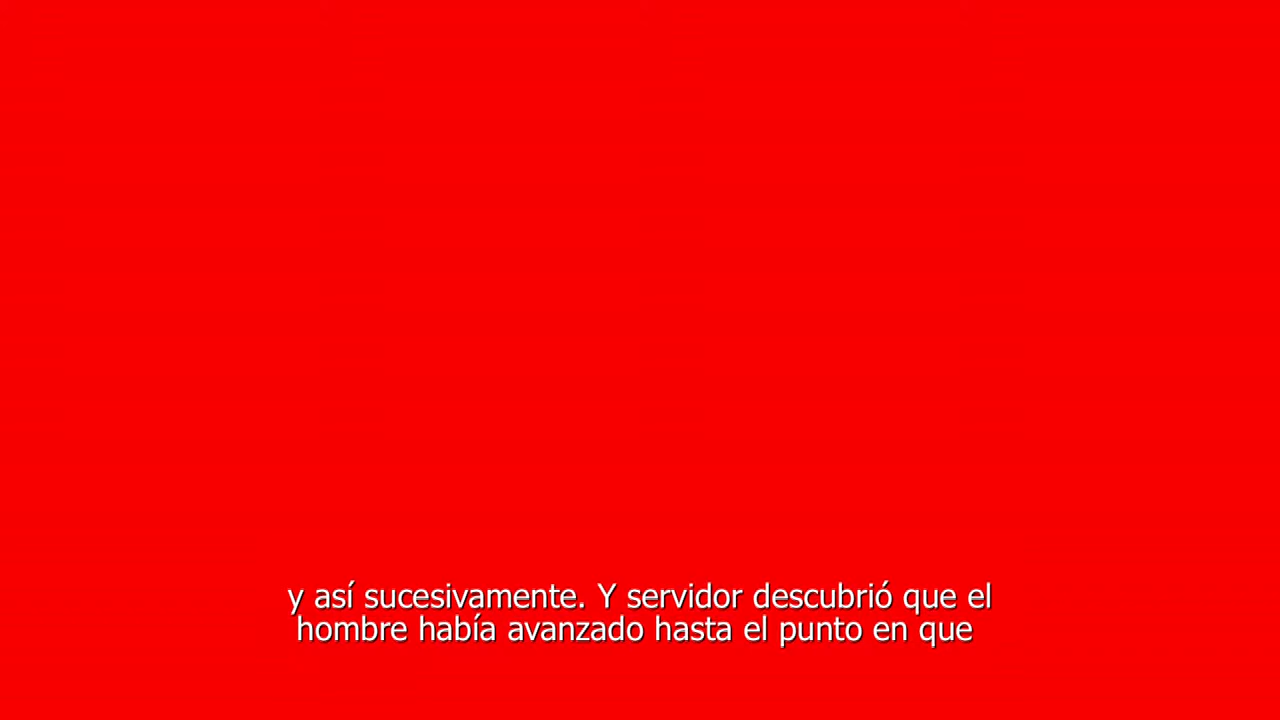 y así sucesivamente. Y servidor descubrió que el
hombre había avanzado hasta el punto en que